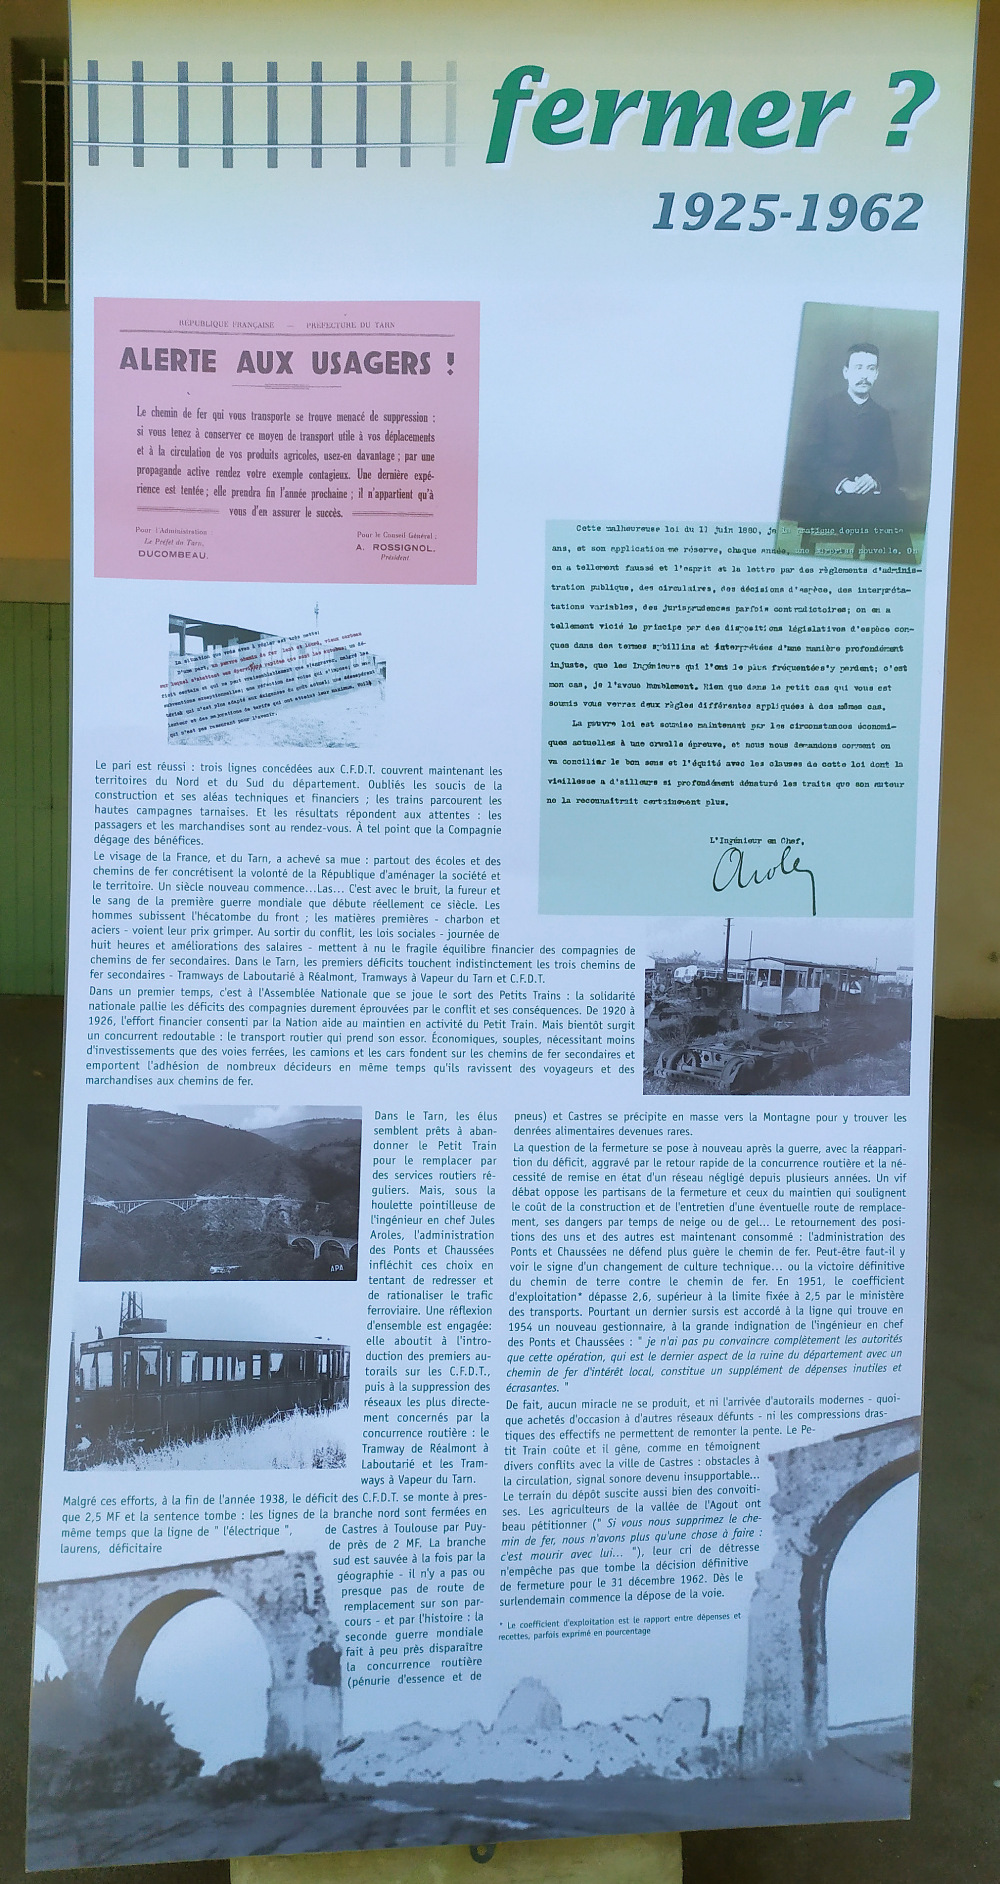 fermer ?
1925-1962
RÉPUBLIQUE FRANÇAISE — PRÉFECTURE DU TARN
ALERTE AUX USAGERS !
Le chemin de fer qui vous transporte se trouve menacé de suppression :
si vous tenez à conserver ce moyen de transport utile à vos déplacements
et à la circulation de vos produits agricoles, usez-en davantage ; par une
propagande active rendez votre exemple contagieux. Une dernière expé-
rience est tentée ; elle prendra fin l'année prochaine ; il n'appartient qu'à
vous d'en assurer le succès.
Pour l'Administration :
Le Préfet du Tarn,
DUCOMBEAU.
Pour le Conseil Général :
A. ROSSIGNOL,
Président
Cette malheureuse loi du 11 juin 1880, je la pratique depuis trente
ans, et son application me réserve, chaque année, une surprise nouvelle. On
en a tellement faussé et l'esprit et la lettre par des règlements d'adminis-
tration publique, des circulaires, des décisions d'espèce, des interpréta-
tations variables, des jurisprudences parfois contradictoires; on en a
tellement vicié le principe par des dispositions législatives d'espèce con-
çues dans des termes sybillins et interprétées d'une manière profondément
injuste, que les Ingénieurs qui l'ont le plus fréquentée s'y perdent; c'est
mon cas, je l'avoue humblement. Rien que dans le petit cas qui vous est
soumis vous verrez deux règles différentes appliquées à des mêmes cas.
La pauvre loi est soumise maintenant par les circonstances économi-
ques actuelles à une cruelle épreuve, et nous nous demandons comment on
va concilier le bon sens et l'équité avec les clauses de cette loi dont la
vieillesse a d'ailleurs si profondément dénaturé les traits que son auteur
ne la reconnaîtrait certainement plus.
L'Ingénieur en Chef,
La situation que vous avez à régler est très nette:
D'une part, un pauvre chemin de fer lent et lourd, vieux carbone
sur lequel s'abattent une épervière rapides que sont les autobus; un dé-
ficit certain et qui ne peut vraisemblablement que s'aggraver, malgré les
Le pari est réussi : trois lignes concédées aux C.F.D.T. couvrent maintenant les
territoires du Nord et du Sud du département. Oubliés les soucis de la
construction et ses aléas techniques et financiers ; les trains parcourent les
hautes campagnes tarnaises. Et les résultats répondent aux attentes : les
passagers et les marchandises sont au rendez-vous. À tel point que la Compagnie
dégage des bénéfices.
Le visage de la France, et du Tarn, a achevé sa mue : partout des écoles et des
chemins de fer concrétisent la volonté de la République d'aménager la société et
le territoire. Un siècle nouveau commence...Las... C'est avec le bruit, la fureur et
le sang de la première guerre mondiale que débute réellement ce siècle. Les
hommes subissent l'hécatombe du front ; les matières premières - charbon et
aciers - voient leur prix grimper. Au sortir du conflit, les lois sociales - journée de
huit heures et améliorations des salaires - mettent à nu le fragile équilibre financier des compagnies de
chemins de fer secondaires. Dans le Tarn, les premiers déficits touchent indistinctement les trois chemins de
fer secondaires - Tramways de Laboutarié à Réalmont, Tramways à Vapeur du Tarn et C.F.D.T.
Dans un premier temps, c'est à l'Assemblée Nationale que se joue le sort des Petits Trains : la solidarité
nationale pallie les déficits des compagnies durement éprouvées par le conflit et ses conséquences. De 1920 à
1926, l'effort financier consenti par la Nation aide au maintien en activité du Petit Train. Mais bientôt surgit
un concurrent redoutable : le transport routier qui prend son essor. Économiques, souples, nécessitant moins
d'investissements que des voies ferrées, les camions et les cars fondent sur les chemins de fer secondaires et
emportent l'adhésion de nombreux décideurs en même temps qu'ils ravissent des voyageurs et des
marchandises aux chemins de fer.
APA
Dans le Tarn, les élus
semblent prêts à aban-
donner le Petit Train
pour le remplacer par
des services routiers ré-
guliers. Mais, sous la
houlette pointilleuse de
l'ingénieur en chef Jules
Aroles, l'administration
des Ponts et Chaussées
infléchit ces choix en
tentant de redresser et
de rationaliser le trafic
ferroviaire. Une réflexion
d'ensemble est engagée:
elle aboutit à l'intro-
duction des premiers au-
torails sur les C.F.D.T.,
puis à la suppression des
réseaux les plus directe-
ment concernés par la
concurrence routière : le
Tramway de Réalmont à
Laboutarié et les Tram-
ways à Vapeur du Tarn.
Malgré ces efforts, à la fin de l'année 1938, le déficit des C.F.D.T. se monte à pres-
que 2,5 MF et la sentence tombe : les lignes de la branche nord sont fermées en
même temps que la ligne de " l'électrique ", de Castres à Toulouse par Puy-
laurens, déficitaire de près de 2 MF. La branche
sud est sauvée à la fois par la
géographie - il n'y a pas ou
presque pas de route de
remplacement sur son par-
cours - et par l'histoire : la
seconde guerre mondiale
fait à peu près disparaître
la concurrence routière
(pénurie d'essence et de
pneus) et Castres se précipite en masse vers la Montagne pour y trouver les
denrées alimentaires devenues rares.
La question de la fermeture se pose à nouveau après la guerre, avec la réappari-
tion du déficit, aggravé par le retour rapide de la concurrence routière et la né-
cessité de remise en état d'un réseau négligé depuis plusieurs années. Un vif
débat oppose les partisans de la fermeture et ceux du maintien qui soulignent
le coût de la construction et de l'entretien d'une éventuelle route de remplace-
ment, ses dangers par temps de neige ou de gel... Le retournement des posi-
tions des uns et des autres est maintenant consommé : l'administration des
Ponts et Chaussées ne défend plus guère le chemin de fer. Peut-être faut-il y
voir le signe d'un changement de culture technique... ou la victoire définitive
du chemin de terre contre le chemin de fer. En 1951, le coefficient
d'exploitation* dépasse 2,6, supérieur à la limite fixée à 2,5 par le ministère
des transports. Pourtant un dernier sursis est accordé à la ligne qui trouve en
1954 un nouveau gestionnaire, à la grande indignation de l'ingénieur en chef
des Ponts et Chaussées : " je n'ai pas pu convaincre complètement les autorités
que cette opération, qui est le dernier aspect de la ruine du département avec un
chemin de fer d'intérêt local, constitue un supplément de dépenses inutiles et
écrasantes. "
De fait, aucun miracle ne se produit, et ni l'arrivée d'autorails modernes - quoi-
que achetés d'occasion à d'autres réseaux défunts - ni les compressions dras-
tiques des effectifs ne permettent de remonter la pente. Le Pe-
tit Train coûte et il gêne, comme en témoignent
divers conflits avec la ville de Castres : obstacles à
la circulation, signal sonore devenu insupportable...
Le terrain du dépôt suscite aussi bien des convoiti-
ses. Les agriculteurs de la vallée de l'Agout ont
beau pétitionner (" Si vous nous supprimez le che-
min de fer, nous n'avons plus qu'une chose à faire :
c'est mourir avec lui... "), leur cri de détresse
n'empêche pas que tombe la décision définitive
de fermeture pour le 31 décembre 1962. Dès le
surlendemain commence la dépose de la voie.
* Le coefficient d'exploitation est le rapport entre dépenses et
recettes, parfois exprimé en pourcentage